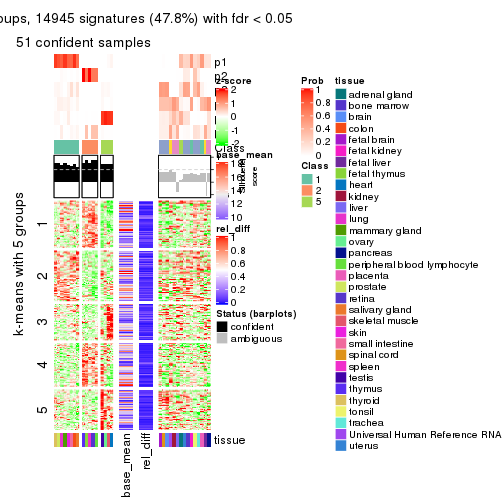 oups, 14945 signatures (47.8%) with fdr < 0.05
51 confident samples
p1
p2
z-score
2
1
0
-1
-2
Class
base_mean
18
16
14
12
10
score
rel_diff
1
0.8
0.6
0.4
0.2
0
Status (barplots)
confident
ambiguous
Prob
1
0.8
0.6
0.4
0.2
0
Class
1
2
5
tissue
adrenal gland
bone marrow
brain
colon
fetal brain
fetal kidney
fetal liver
fetal thymus
heart
kidney
liver
lung
mammary gland
ovary
pancreas
peripheral blood lymphocyte
placenta
prostate
retina
salivary gland
skeletal muscle
skin
small intestine
spinal cord
spleen
testis
thymus
thyroid
tonsil
trachea
Universal Human Reference RNA
uterus
k-means with 5 groups
1
2
3
4
5
tissue
base_mean
rel_diff